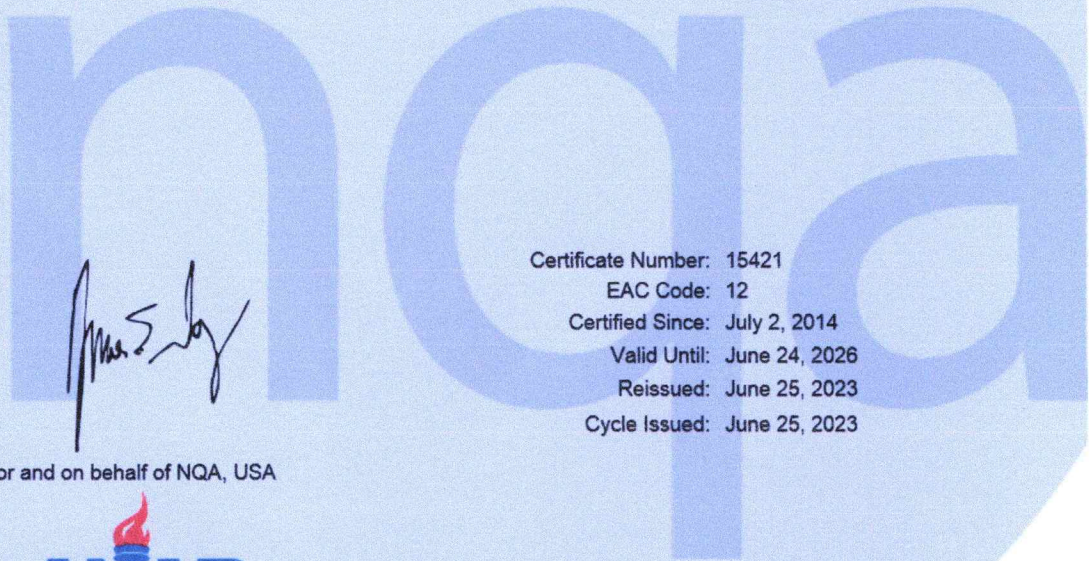 nqa
Certificate Number: 15421
EAC Code: 12
Certified Since: July 2, 2014
Valid Until: June 24, 2026
Reissued: June 25, 2023
Cycle Issued: June 25, 2023
or and on behalf of NQA, USA